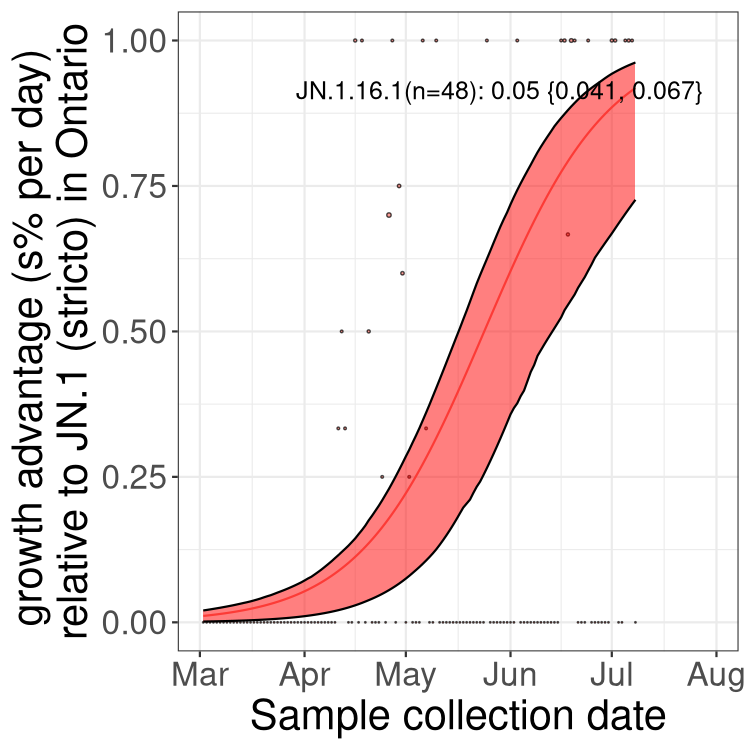 growth advantage (s% per day)
relative to JN.1 (stricto) in Ontario
1.00
0.75
0.50
0.25
0.00
JN.1.16.1(n=48): 0.05 {0.041, 0.067}
Mar Apr May Jun Jul Aug
Sample collection date